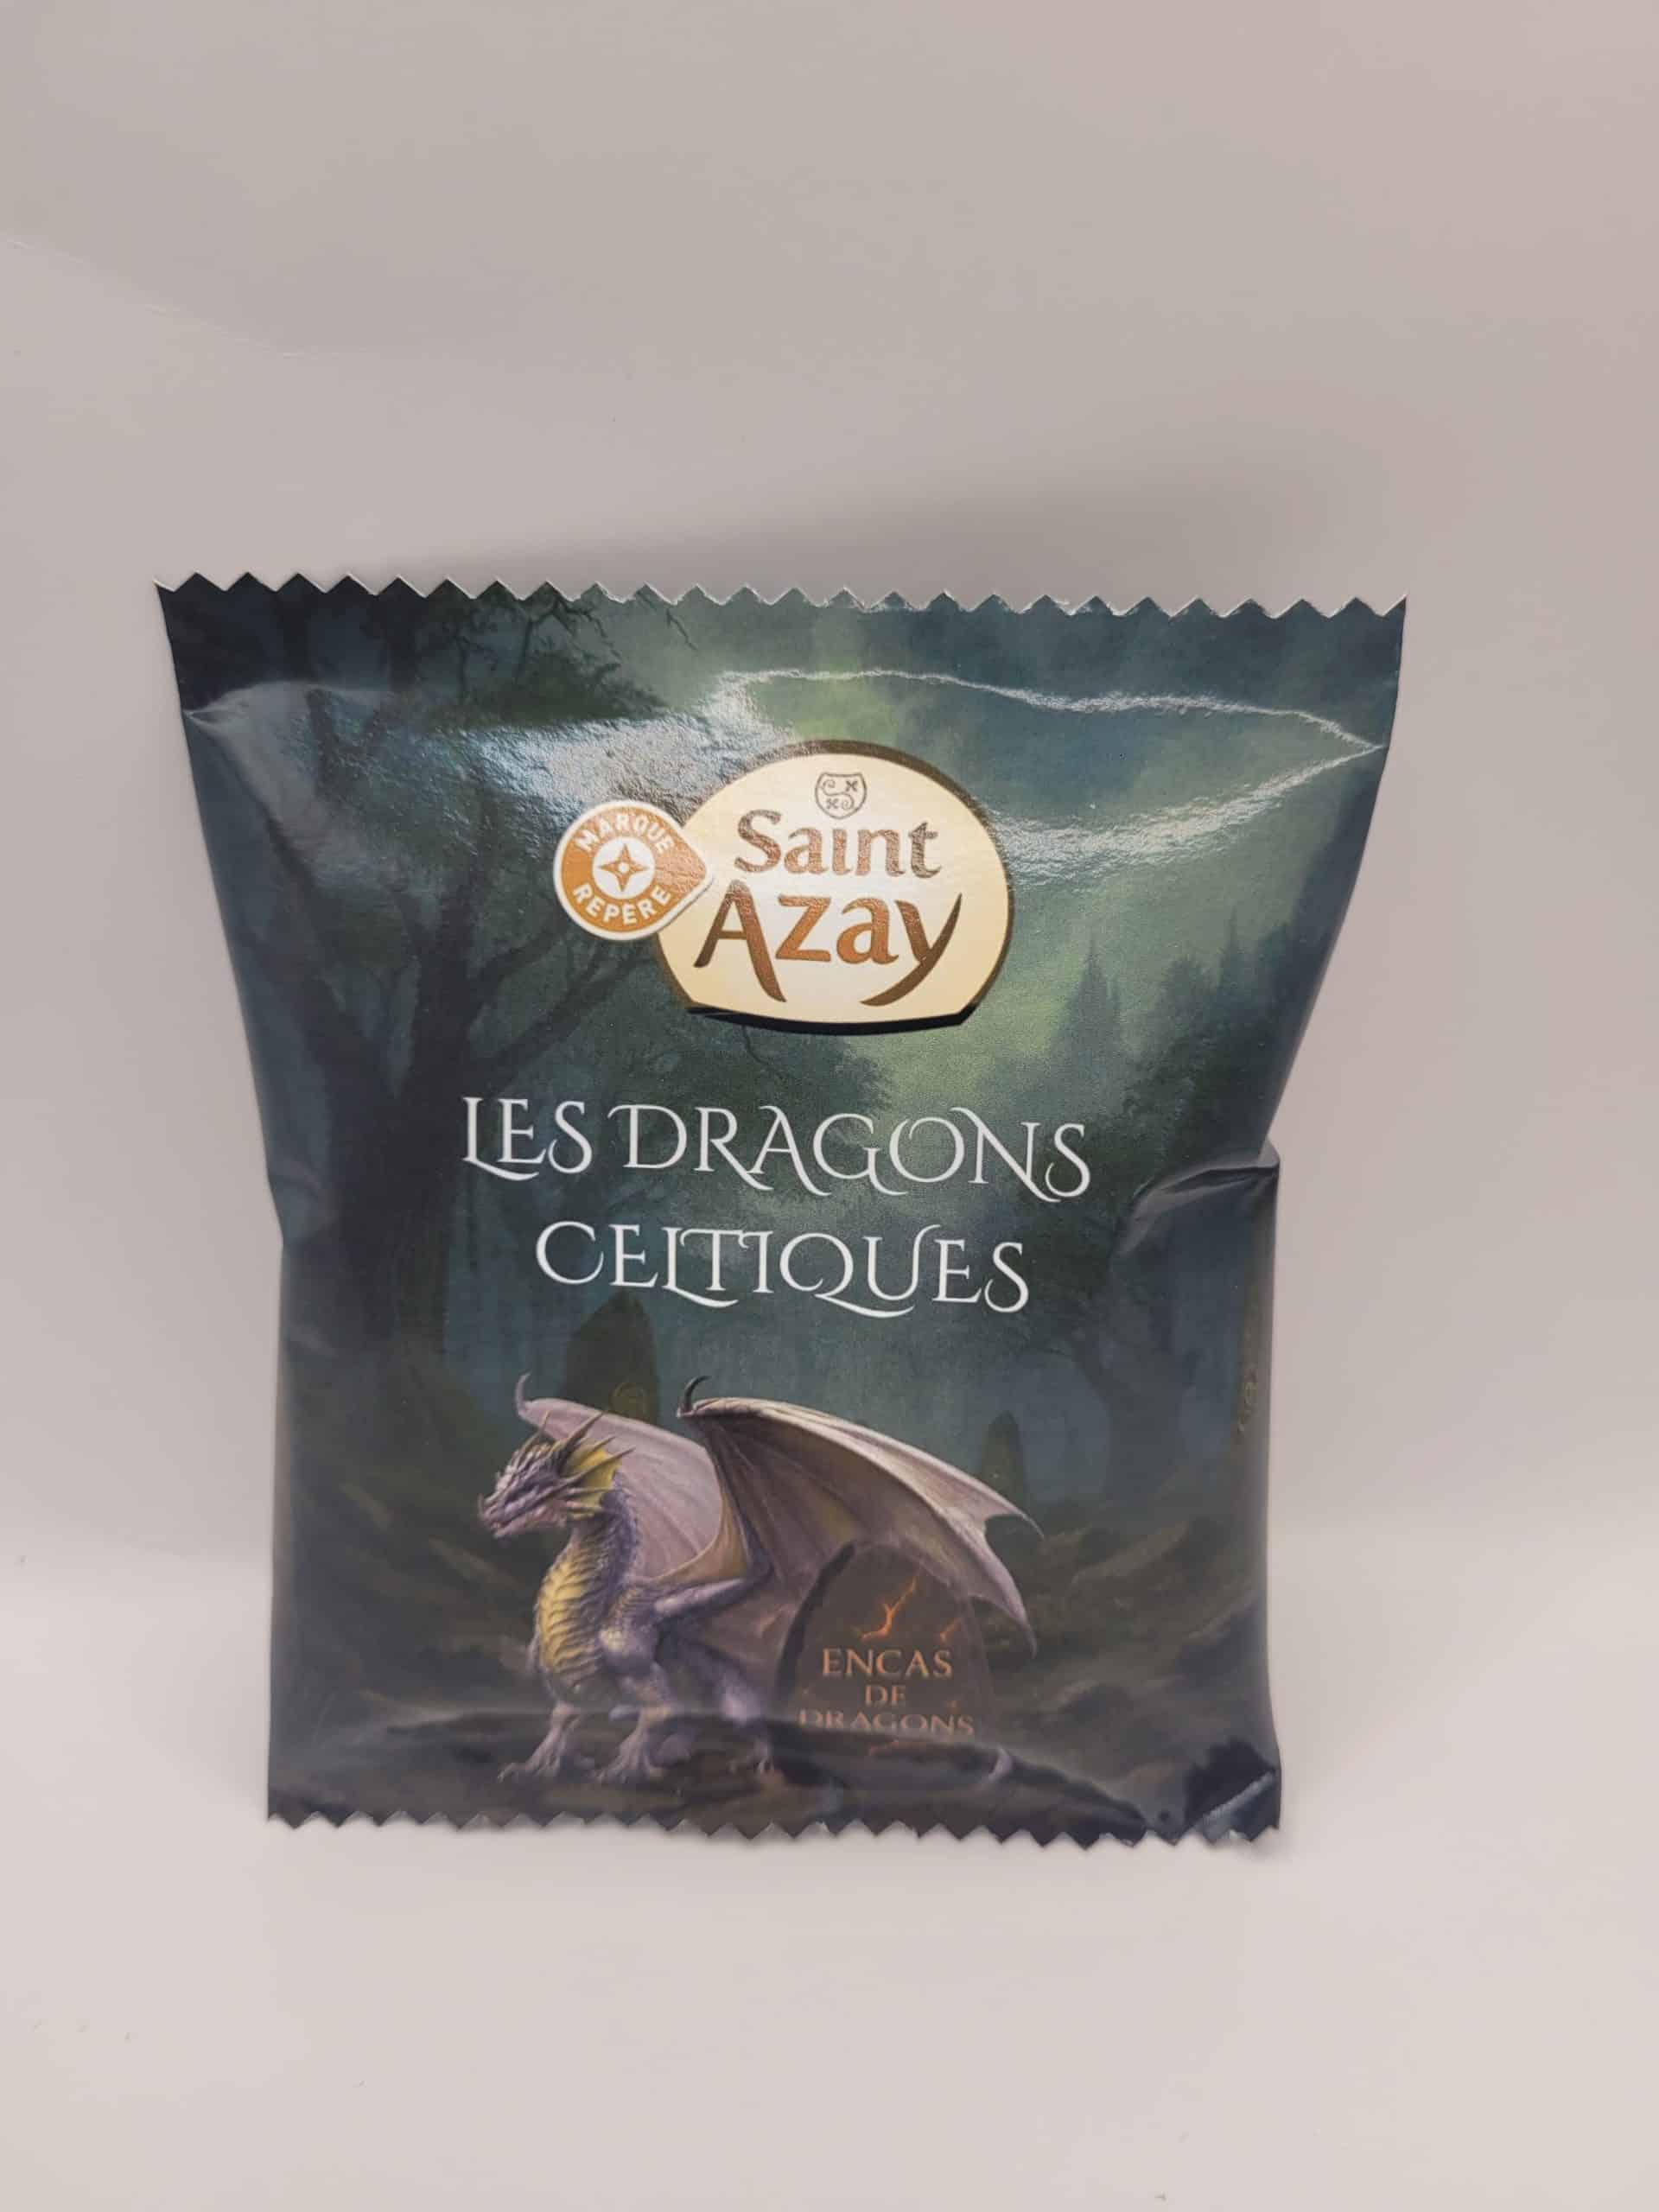 MARQUE
REPÈRE
Saint
Azay
LES DRAGONS
CELTIQUES
ENCAS
DE
DRAGONS